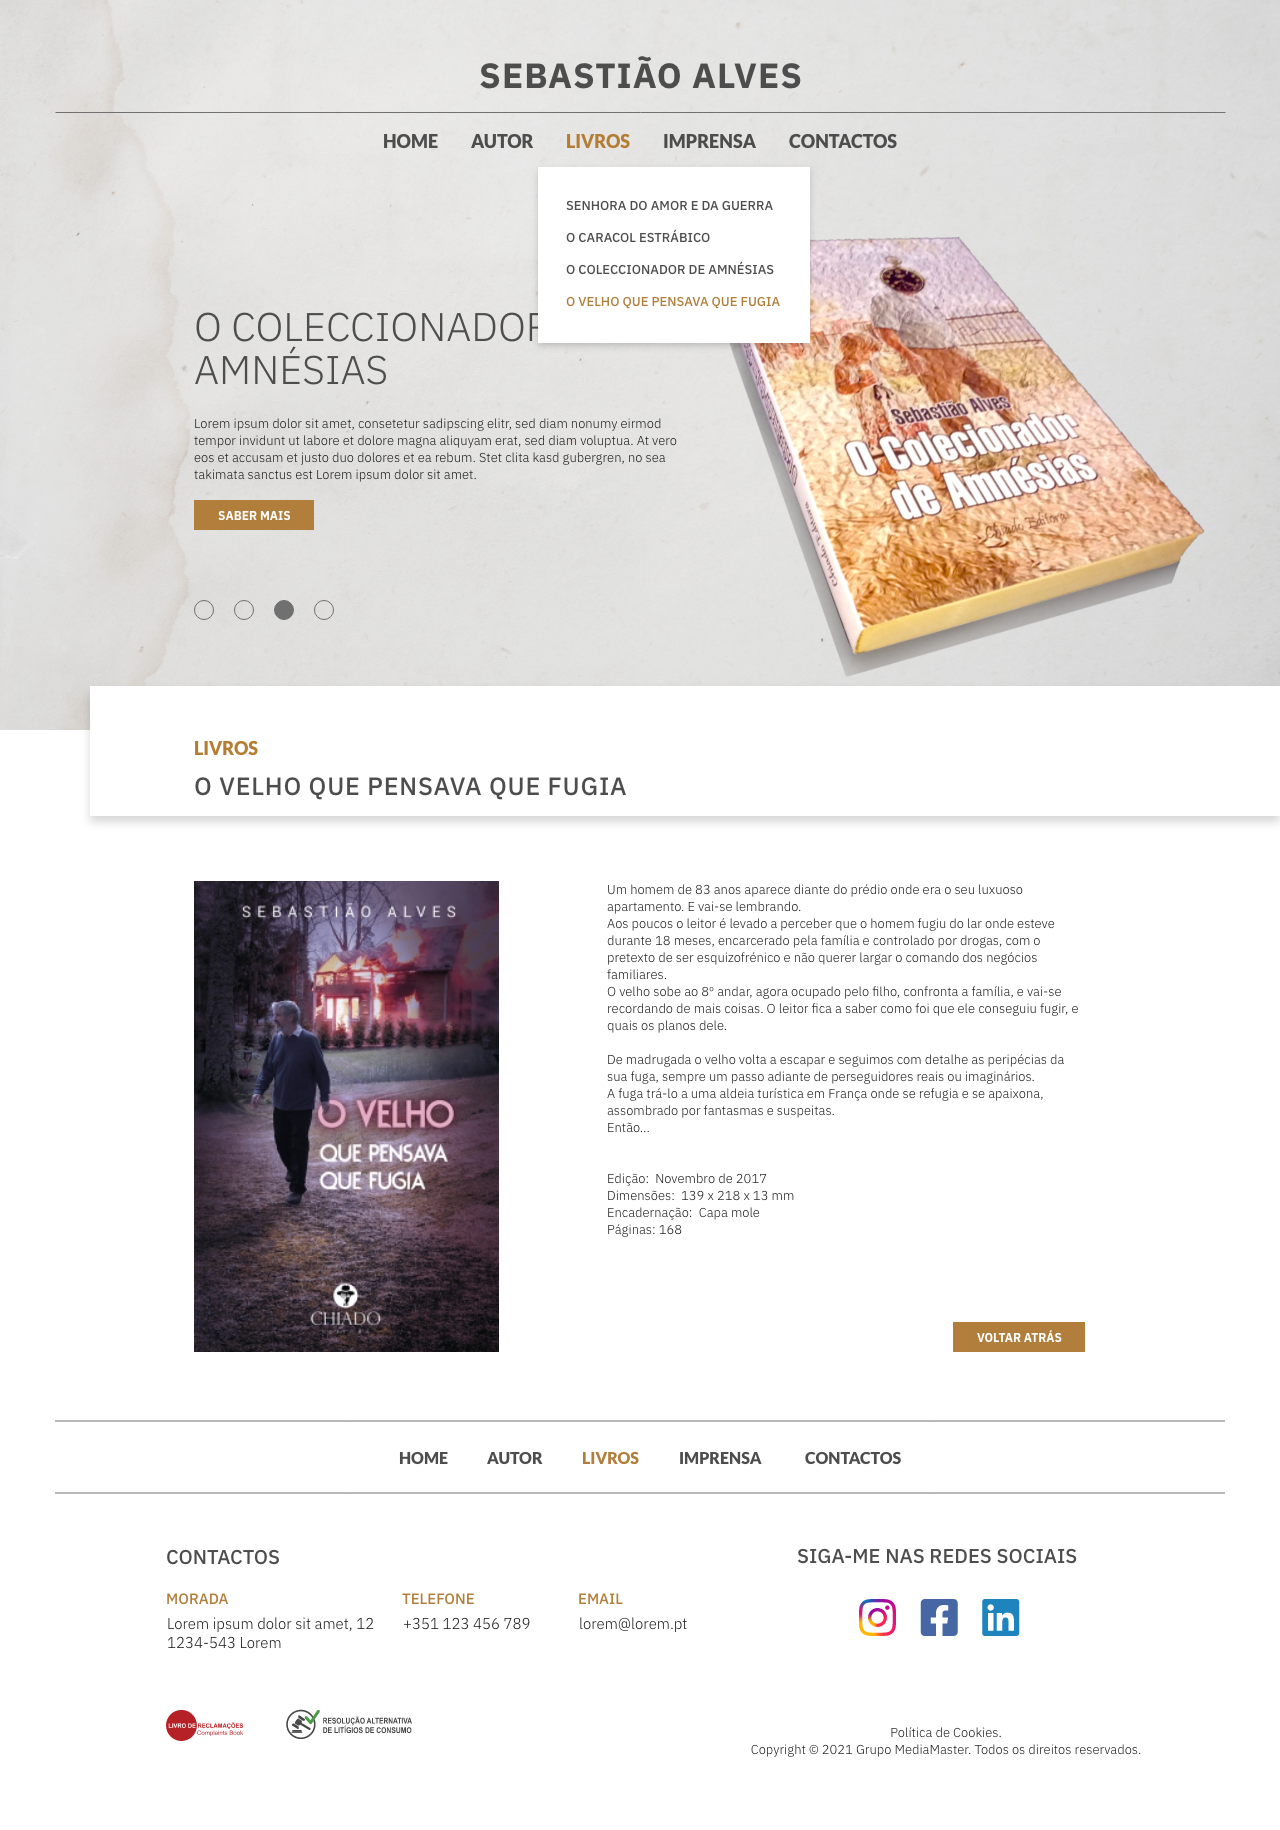 SEBASTIÃO ALVES
HOME AUTOR LIVROS IMPRENSA CONTACTOS
SENHORA DO AMOR E DA GUERRA
O CARACOL ESTRÁBICO
O COLECCIONADOR DE AMNÉSIAS
O VELHO QUE PENSAVA QUE FUGIA
O COLECCIONADOR
AMNÉSIAS
Lorem ipsum dolor sit amet, consetetur sadipscing elitr, sed diam nonumy eirmod
tempor invidunt ut labore et dolore magna aliquyam erat, sed diam voluptua. At vero
eos et accusam et justo duo dolores et ea rebum. Stet clita kasd gubergren, no sea
takimata sanctus est Lorem ipsum dolor sit amet.
SABER MAIS
Sebastião Alves
O Colecionador
de Amnésias
Chiado Editora
Chiado Editora
LIVROS
O VELHO QUE PENSAVA QUE FUGIA
SEBASTIÃO ALVES
O VELHO
QUE PENSAVA
QUE FUGIA
CHIADO
Um homem de 83 anos aparece diante do prédio onde era o seu luxuoso
apartamento. E vai-se lembrando.
Aos poucos o leitor é levado a perceber que o homem fugiu do lar onde esteve
durante 18 meses, encarcerado pela família e controlado por drogas, com o
pretexto de ser esquizofrénico e não querer largar o comando dos negócios
familiares.
O velho sobe ao 8º andar, agora ocupado pelo filho, confronta a família, e vai-se
recordando de mais coisas. O leitor fica a saber como foi que ele conseguiu fugir, e
quais os planos dele.
De madrugada o velho volta a escapar e seguimos com detalhe as peripécias da
sua fuga, sempre um passo adiante de perseguidores reais ou imaginários.
A fuga trá-lo a uma aldeia turística em França onde se refugia e se apaixona,
assombrado por fantasmas e suspeitas.
Então...
Edição:  Novembro de 2017
Dimensões:  139 x 218 x 13 mm
Encadernação:  Capa mole
Páginas: 168
VOLTAR ATRÁS
HOME AUTOR LIVROS IMPRENSA CONTACTOS
CONTACTOS
MORADA
Lorem ipsum dolor sit amet, 12
1234-543 Lorem
TELEFONE
+351 123 456 789
EMAIL
lorem@lorem.pt
SIGA-ME NAS REDES SOCIAIS
LIVRO DE RECLAMAÇÕES
Complaints Book
RESOLUÇÃO ALTERNATIVA
DE LITÍGIOS DE CONSUMO
Política de Cookies.
Copyright © 2021 Grupo MediaMaster. Todos os direitos reservados.